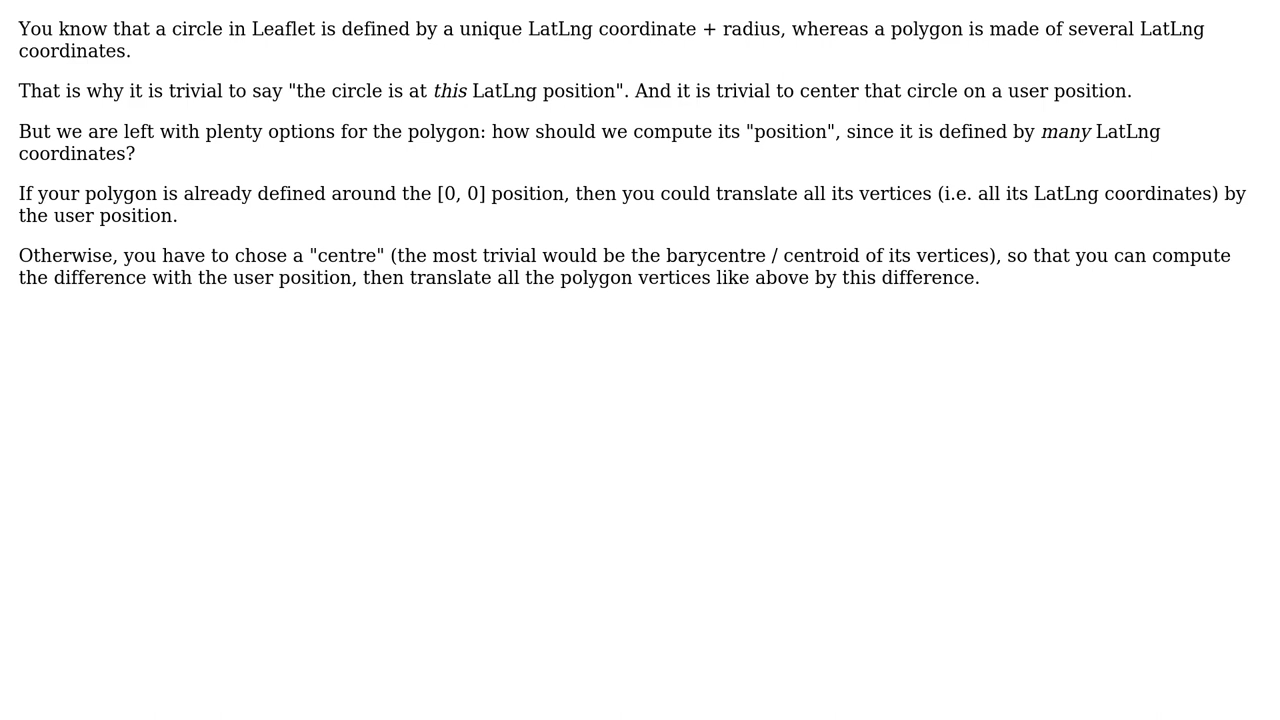 You know that a circle in Leaflet is defined by a unique LatLng coordinate + radius, whereas a polygon is made of several LatLng
coordinates.
That is why it is trivial to say "the circle is at this LatLng position". And it is trivial to center that circle on a user position.
But we are left with plenty options for the polygon: how should we compute its "position", since it is defined by many LatLng
coordinates?
If your polygon is already defined around the [0, 0] position, then you could translate all its vertices (i.e. all its LatLng coordinates) by
the user position.
Otherwise, you have to chose a "centre" (the most trivial would be the barycentre / centroid of its vertices), so that you can compute
the difference with the user position, then translate all the polygon vertices like above by this difference.